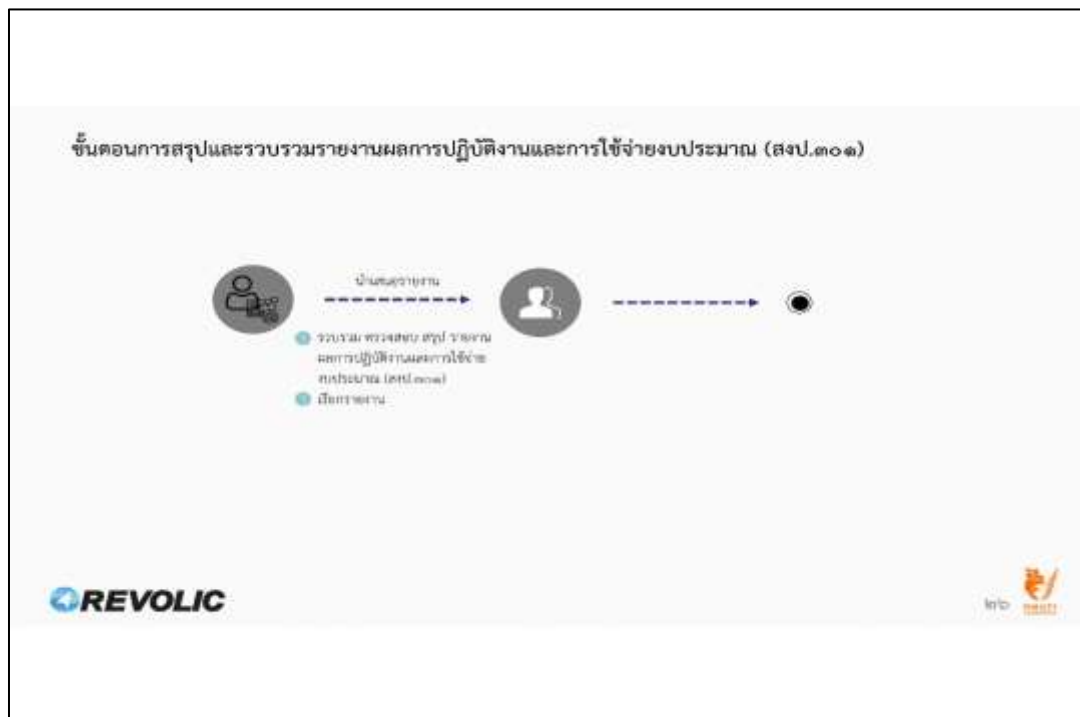 ขั้นตอนการสรุปและรวบรวมรายงานผลการปฏิบัติงานและการใช้จ่ายงบประมาณ (สงป.๓๐๑)
นำเสนอรายงาน
รวบรวม ตรวจสอบ สรุป รายงาน
ผลการปฏิบัติงานและการใช้จ่าย
งบประมาณ (สงป.๓๐๑)
เรียกรายงาน
REVOLIC
๒๖